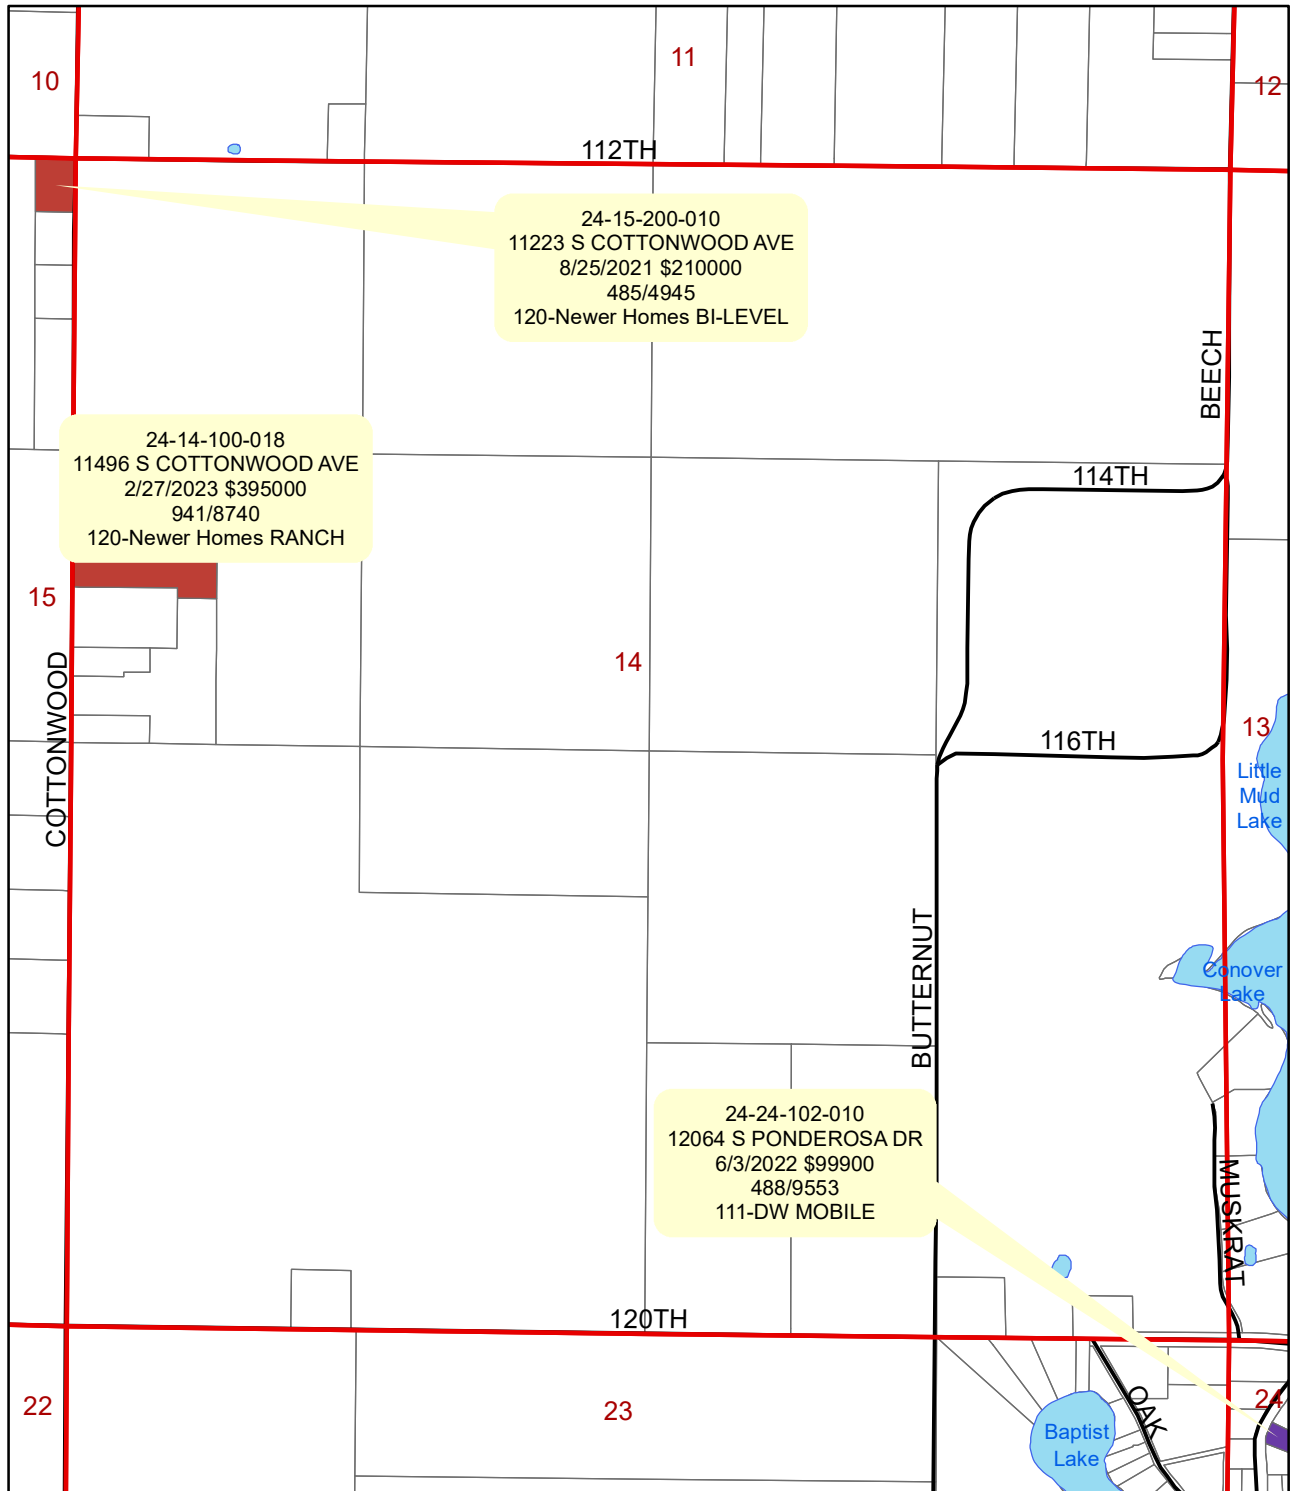 11
10
12
112TH
24-15-200-010
11223 S COTTONWOOD AVE
8/25/2021 $210000
485/4945
120-Newer Homes BI-LEVEL
BEECH
24-14-100-018
11496 S COTTONWOOD AVE
2/27/2023 $395000
941/8740
120-Newer Homes RANCH
114TH
15
14
COTTONWOOD
13
116TH
Little
Mud
Lake
BUTTERNUT
Conover
Lake
24-24-102-010
12064 S PONDEROSA DR
6/3/2022 $99900
488/9553
111-DW MOBILE
MUSKRAT
120TH
22
23
24
OAK
Baptist
Lake